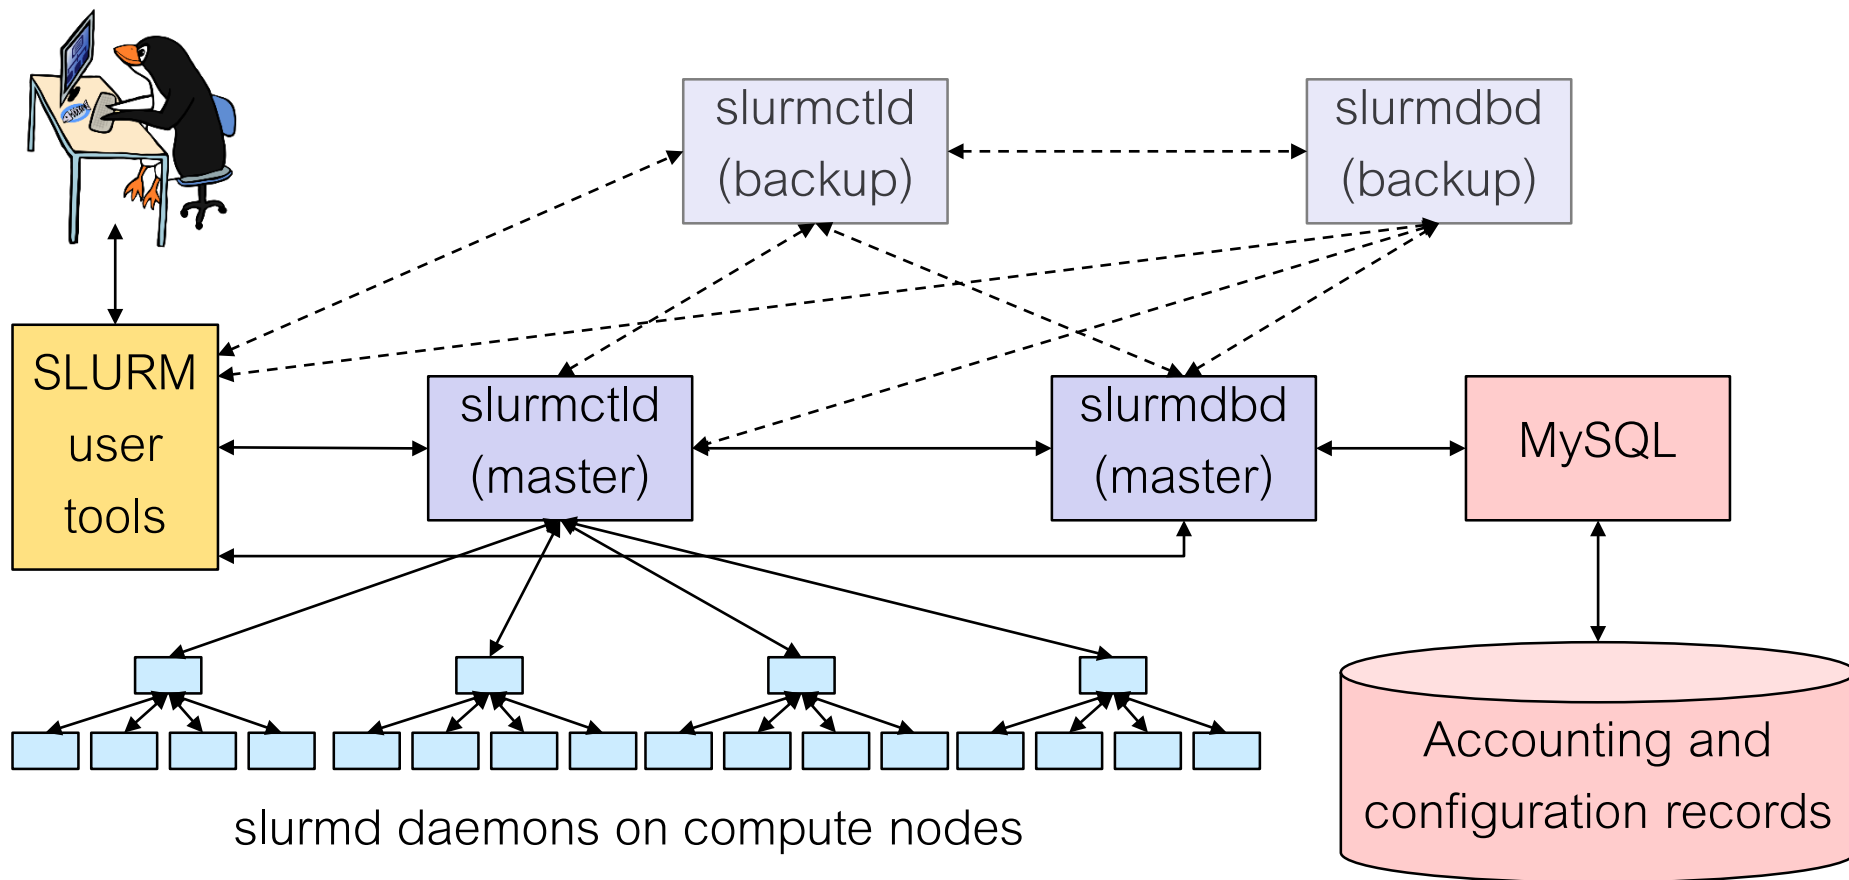 slurmctld
(backup)
slurmdbd
(backup)
SLURM
user
tools
slurmctld
(master)
slurmdbd
(master)
MySQL
Accounting and
configuration records
slurmd daemons on compute nodes